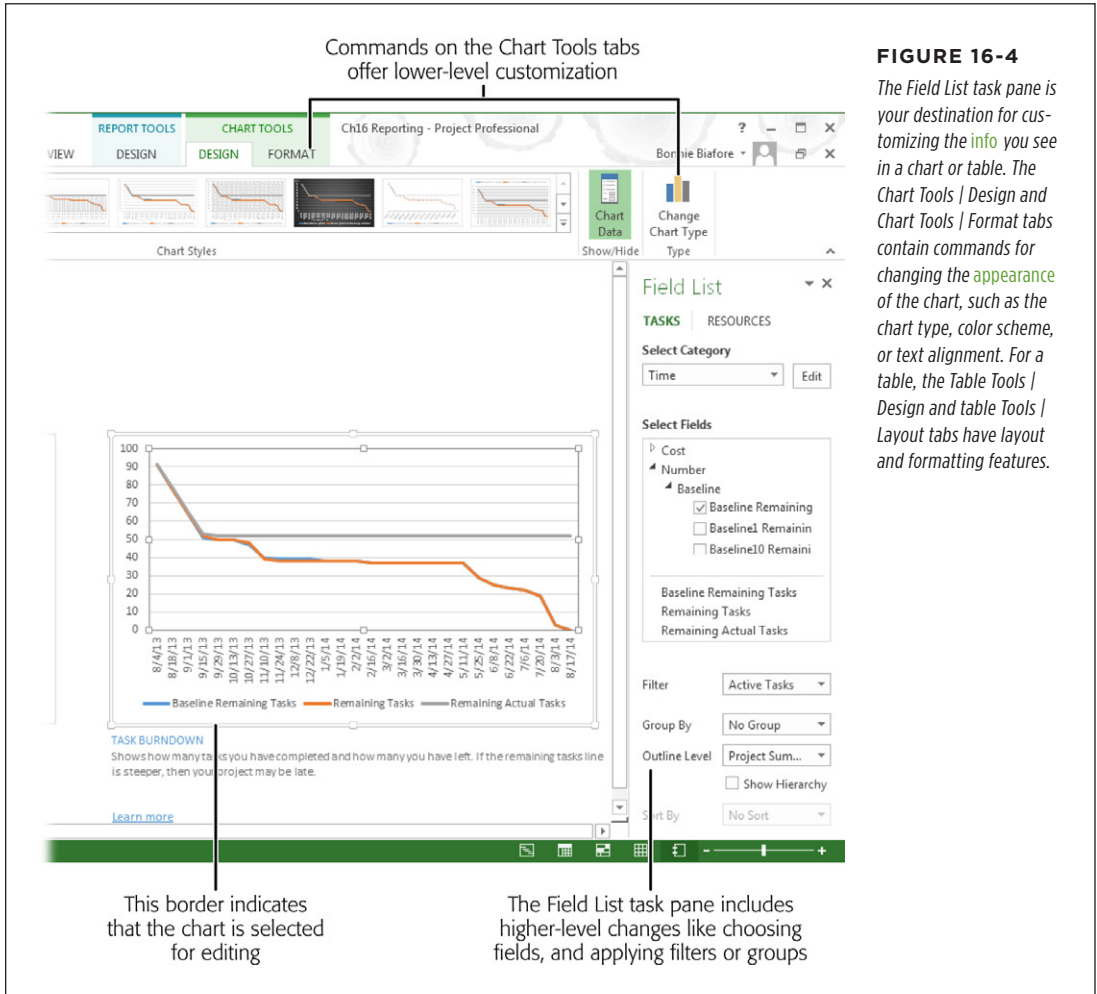 Commands on the Chart Tools tabs
offer lower-level customization
REPORT TOOLS
CHART TOOLS
Ch16 Reporting - Project Professional
?
VIEW
DESIGN
DESIGN
FORMAT
Bonnie Biafore
Chart Styles
Chart
Data
Show/Hide
Change
Chart Type
Type
Field List
TASKS
RESOURCES
Select Category
Time
Edit
Select Fields
Cost
Number
Baseline
Baseline Remaining
Baseline1 Remainin
Baseline10 Remaini
Baseline Remaining Tasks
Remaining Tasks
Remaining Actual Tasks
Filter
Active Tasks
Group By
No Group
Outline Level
Project Sum...
Show Hierarchy
Sort By
No Sort
100
90
80
70
60
50
40
30
20
10
0
8/4/13
8/18/13
9/1/13
9/15/13
9/29/13
10/13/13
10/27/13
11/10/13
11/24/13
12/8/13
12/22/13
1/5/14
1/19/14
2/2/14
2/16/14
3/2/14
3/16/14
3/30/14
4/13/14
4/27/14
5/11/14
5/25/14
6/8/14
6/22/14
7/6/14
7/20/14
8/3/14
8/17/14
Baseline Remaining Tasks
Remaining Tasks
Remaining Actual Tasks
TASK BURNDOWN
Shows how many tasks you have completed and how many you have left. If the remaining tasks line
is steeper, then your project may be late.
Learn more
This border indicates
that the chart is selected
for editing
The Field List task pane includes
higher-level changes like choosing
fields, and applying filters or groups
FIGURE 16-4
The Field List task pane is
your destination for cus-
tomizing the info you see
in a chart or table. The
Chart Tools | Design and
Chart Tools | Format tabs
contain commands for
changing the appearance
of the chart, such as the
chart type, color scheme,
or text alignment. For a
table, the Table Tools |
Design and table Tools |
Layout tabs have layout
and formatting features.